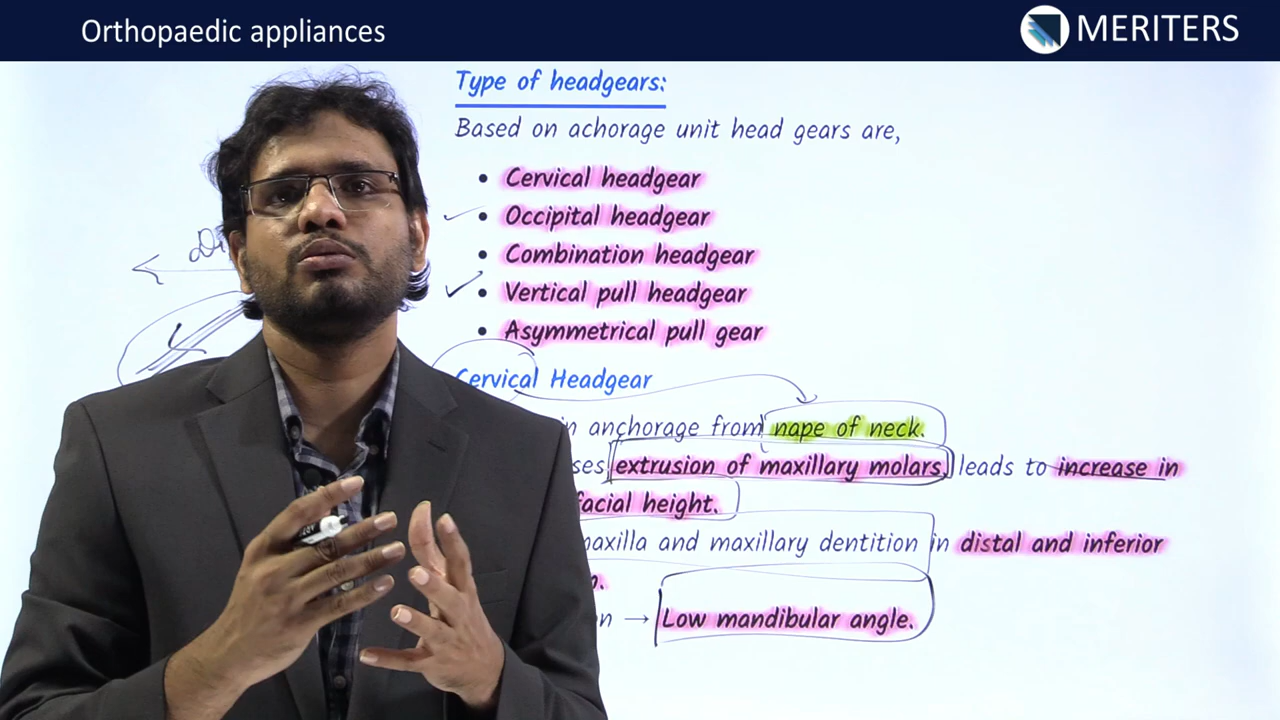 Orthopaedic appliances
MERITERS
Type of headgears:
Based on achorage unit head gears are,
• Cervical headgear
• Occipital headgear
• Combination headgear
• Vertical pull headgear
• Asymmetrical pull gear
Cervical Headgear
anchorage from nape of neck.
extrusion of maxillary molars, leads to increase in
facial height.
maxilla and maxillary dentition in distal and inferior
→ Low mandibular angle.